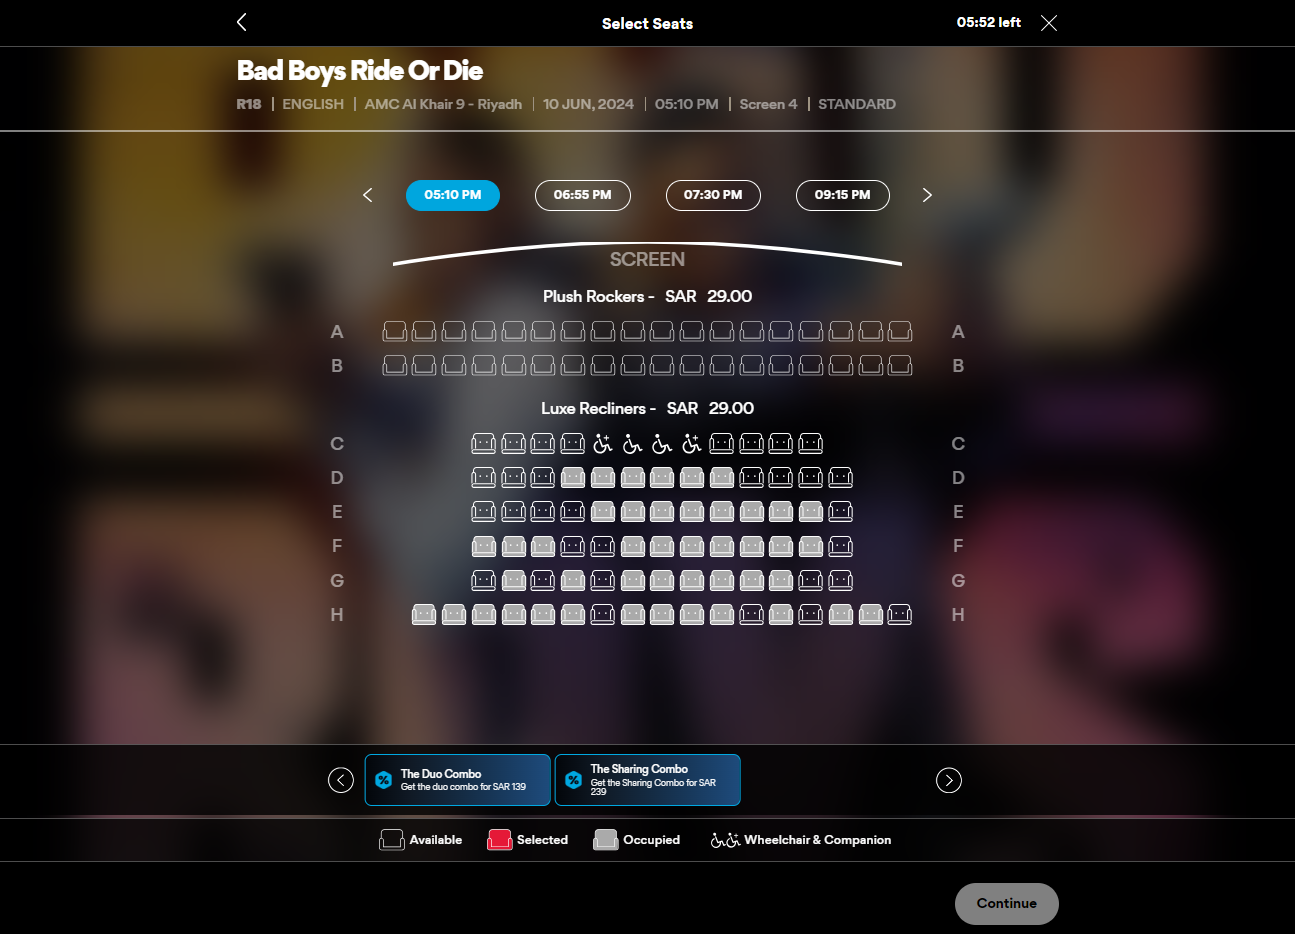 Select Seats
05:52 left
Bad Boys Ride Or Die
R18 | ENGLISH | AMC Al Khair 9 - Riyadh | 10 JUN, 2024 | 05:10 PM | Screen 4 | STANDARD
05:10 PM 06:55 PM 07:30 PM 09:15 PM
SCREEN
Plush Rockers - SAR 29.00
A A
B B
Luxe Recliners - SAR 29.00
C C
D D
E E
F F
G G
H H
The Duo Combo
Get the duo combo for SAR 139
The Sharing Combo
Get the Sharing Combo for SAR
239
Available Selected Occupied Wheelchair & Companion
Continue